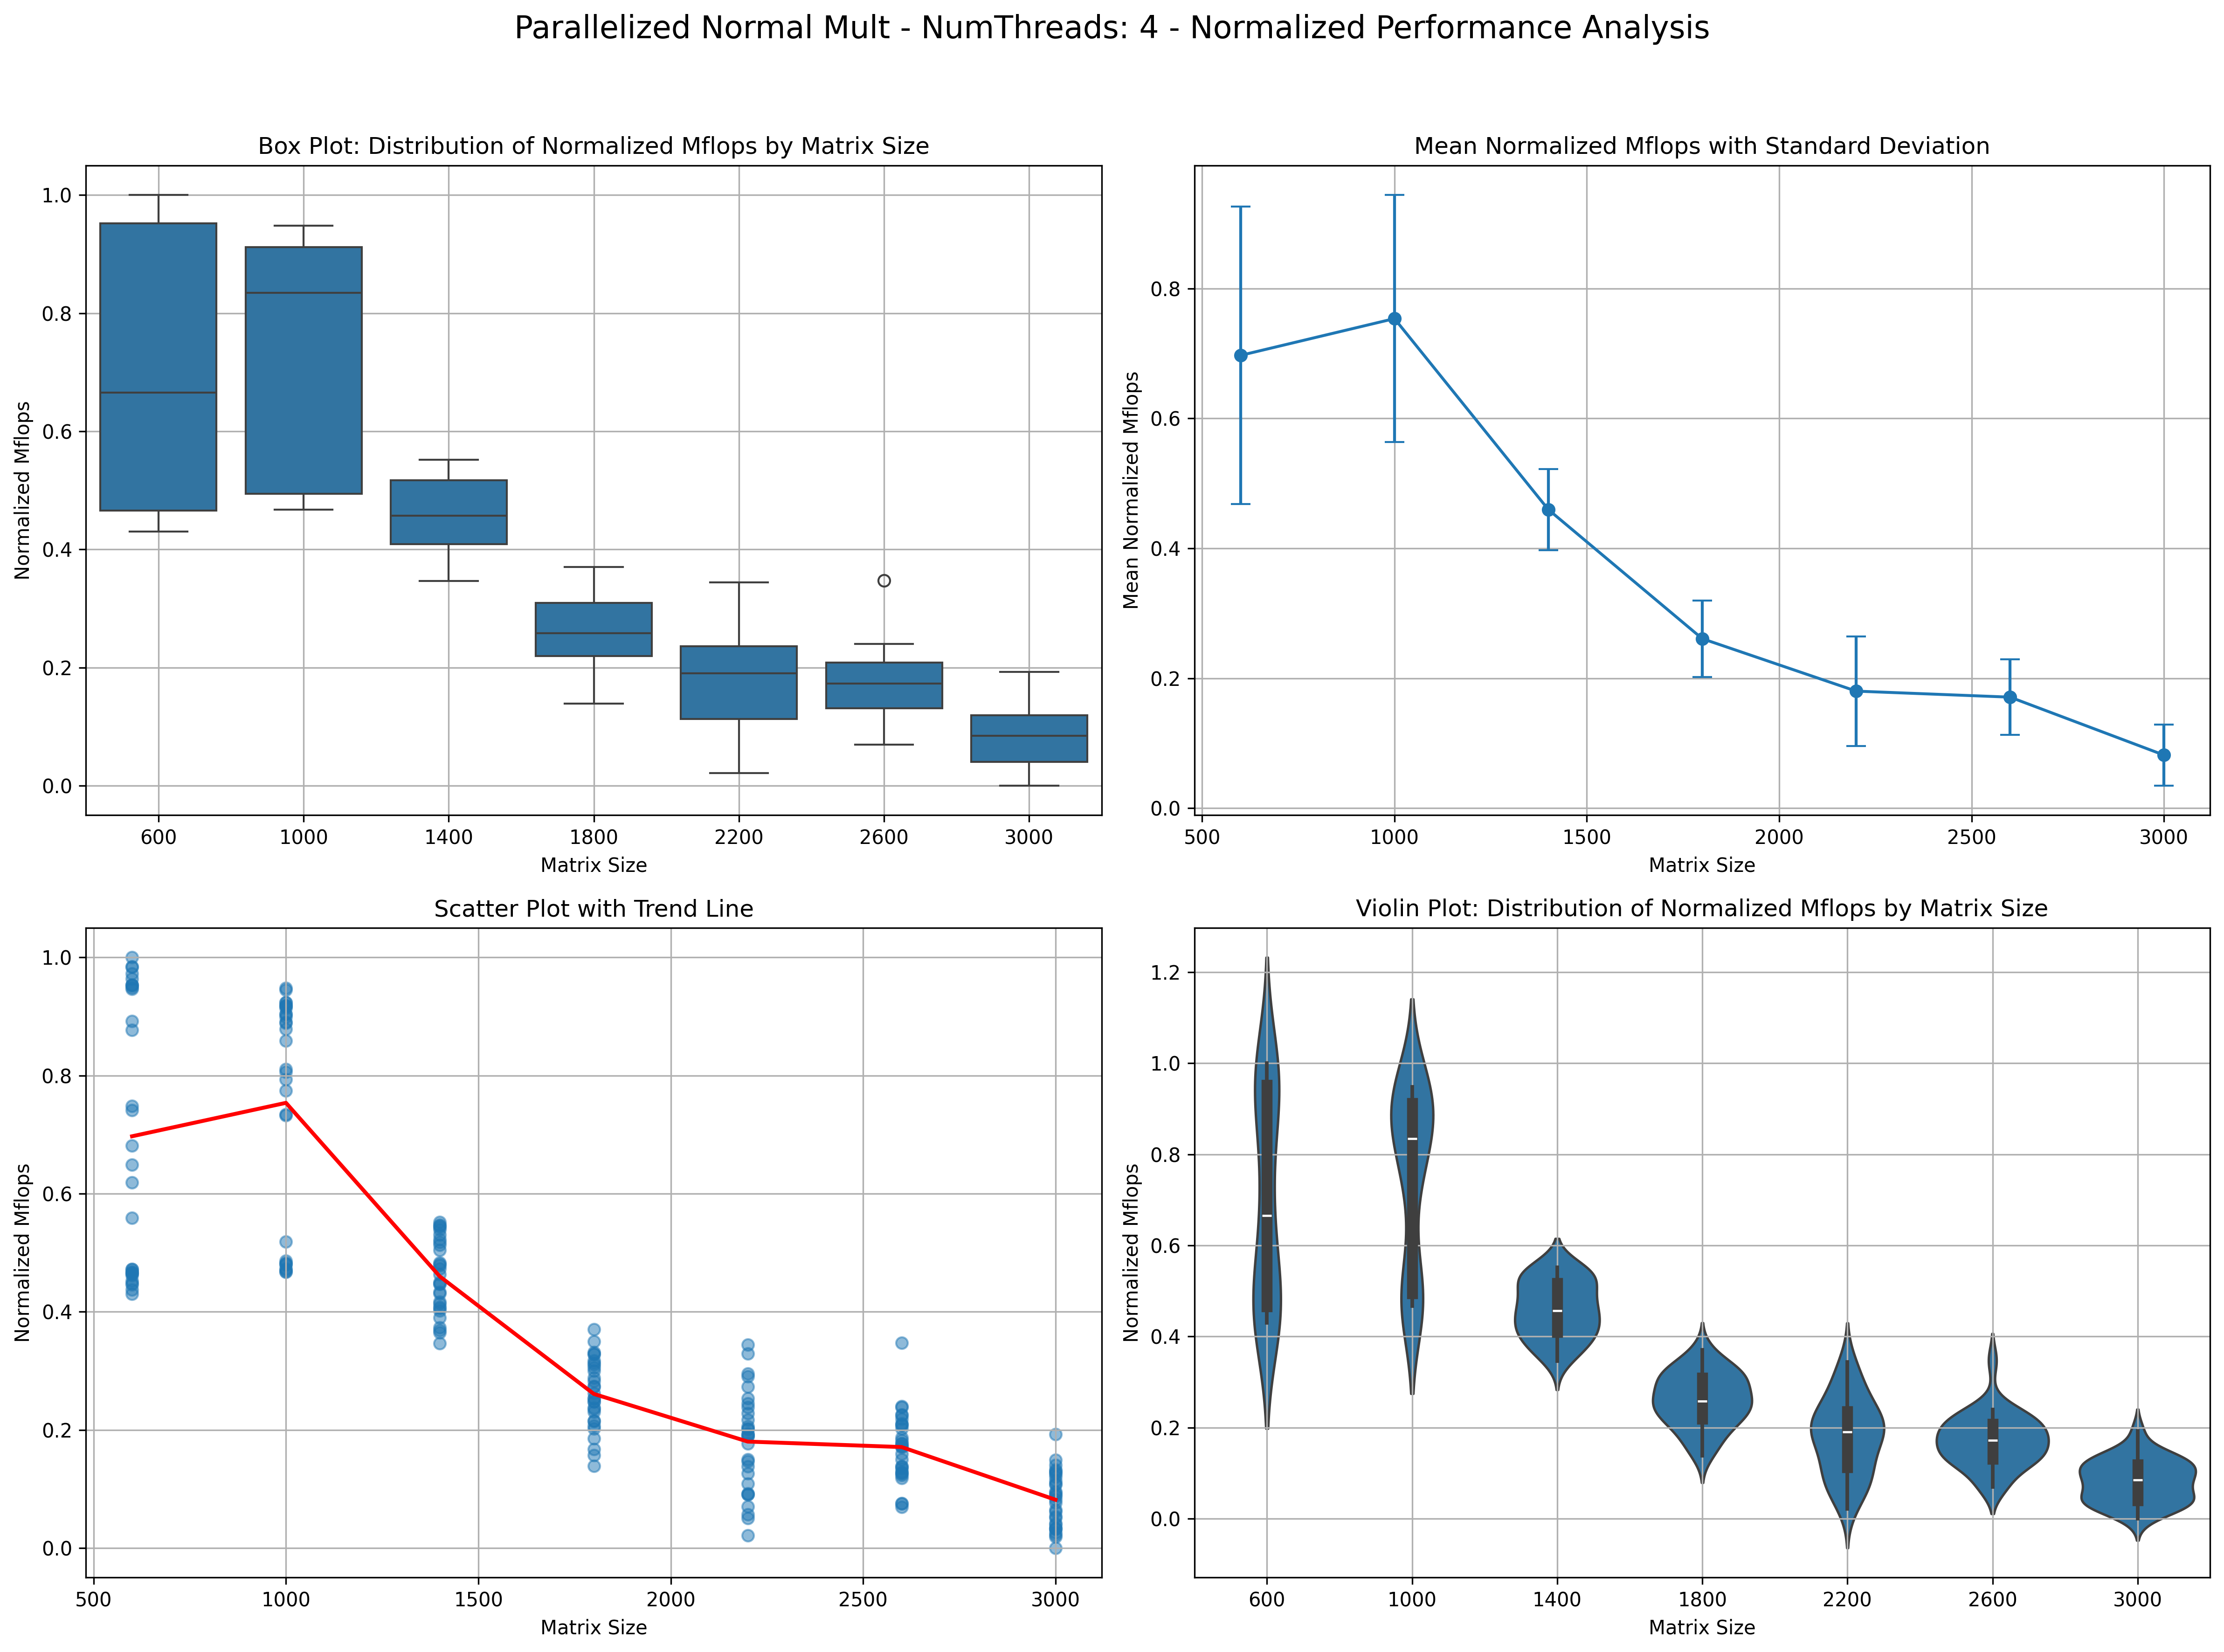 Parallelized Normal Mult - NumThreads: 4 - Normalized Performance Analysis
Box Plot: Distribution of Normalized Mflops by Matrix Size
Normalized Mflops
1.0
0.8
0.6
0.4
0.2
0.0
600 1000 1400 1800 2200 2600 3000
Matrix Size
Mean Normalized Mflops with Standard Deviation
Mean Normalized Mflops
0.8
0.6
0.4
0.2
0.0
500 1000 1500 2000 2500 3000
Matrix Size
Scatter Plot with Trend Line
Normalized Mflops
1.0
0.8
0.6
0.4
0.2
0.0
500 1000 1500 2000 2500 3000
Matrix Size
Violin Plot: Distribution of Normalized Mflops by Matrix Size
Normalized Mflops
1.2
1.0
0.8
0.6
0.4
0.2
0.0
600 1000 1400 1800 2200 2600 3000
Matrix Size